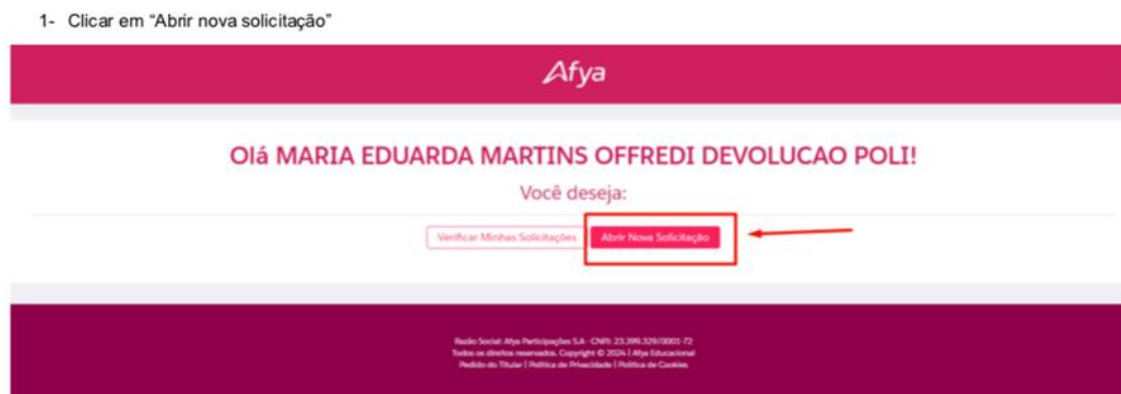 1- Clicar em “Abrir nova solicitação”
Afya
Olá MARIA EDUARDA MARTINS OFFREDI DEVOLUCAO POLI!
Você deseja:
Verificar Minhas Solicitações Abrir Nova Solicitação
Razão Social: Afya Participações S.A - CNPJ: 23.399.329/0001-72
Todos os direitos reservados. Copyright © 2024 | Afya Educacional
Pedido do Titular | Política de Privacidade | Política de Cookies